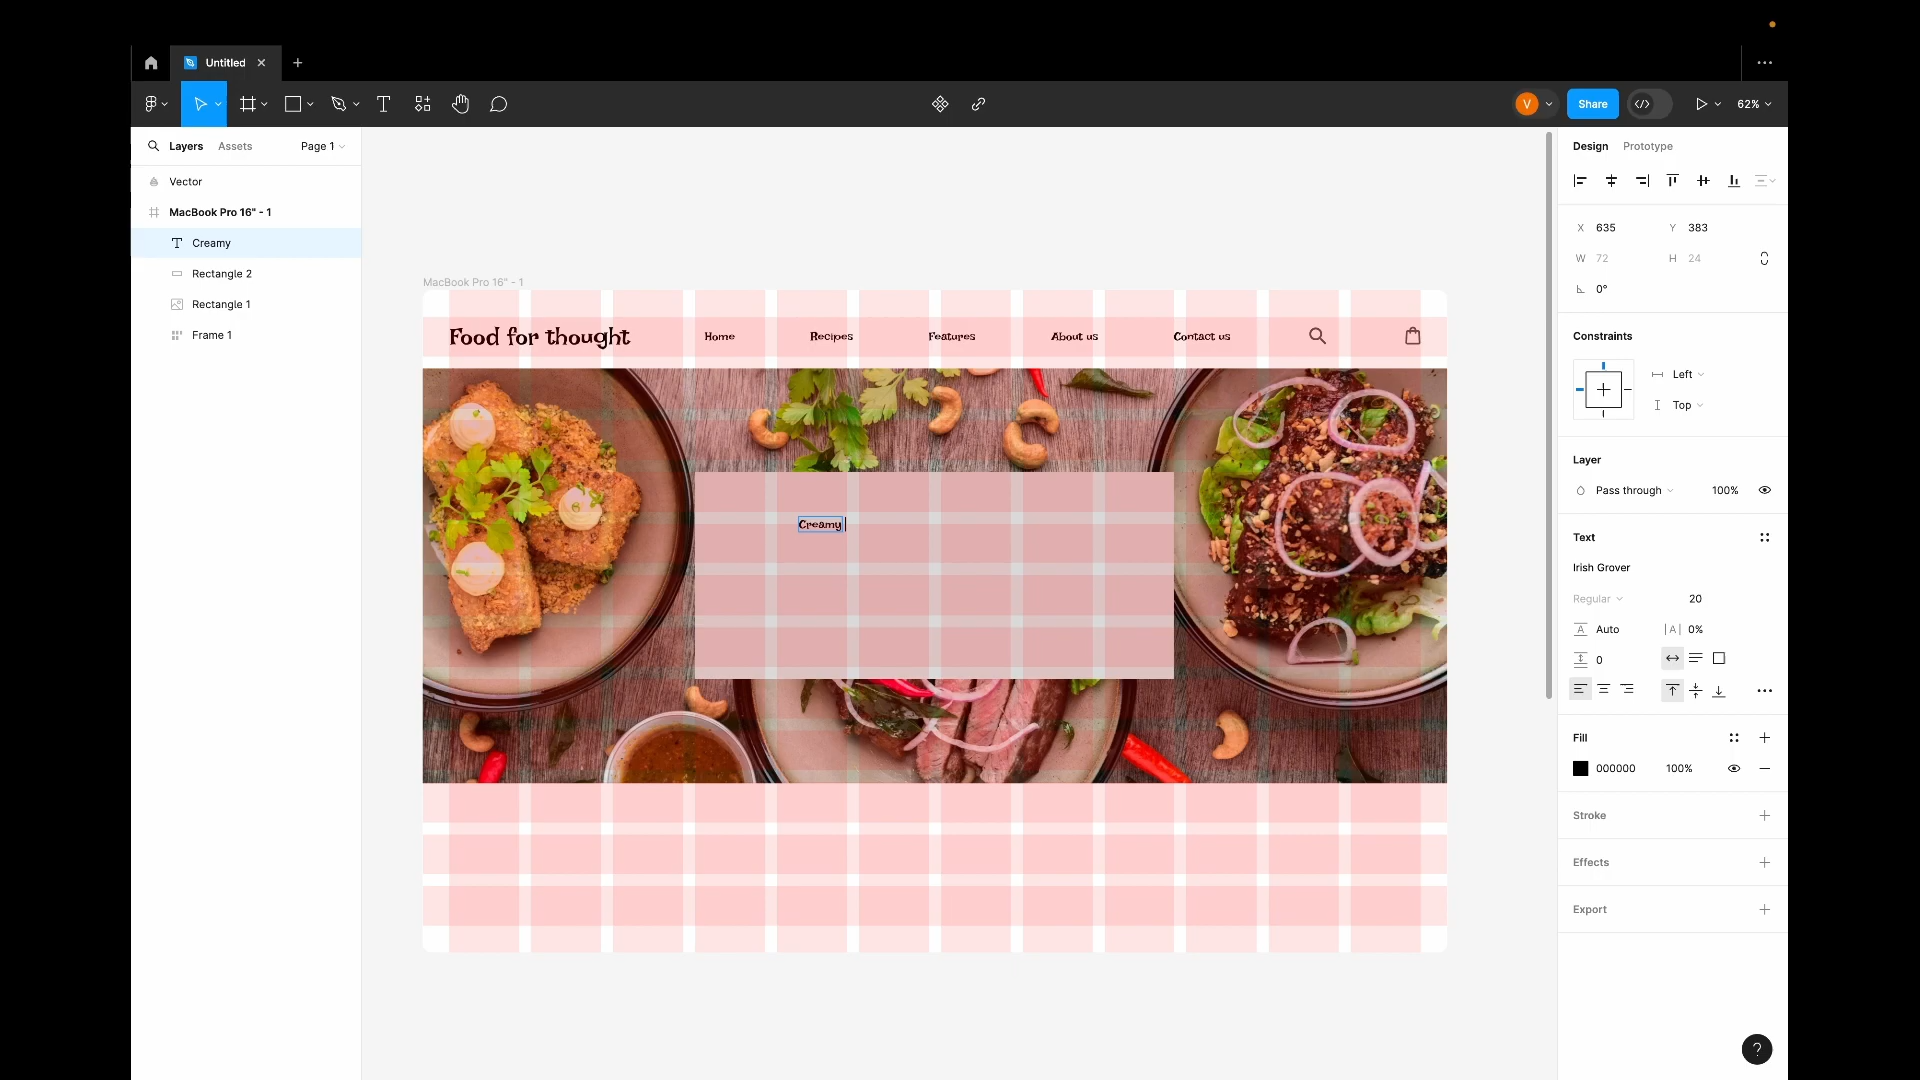 Untitled
V
Share
62%
Layers
Assets
Page 1
Design
Prototype
Vector
MacBook Pro 16" - 1
Creamy
Rectangle 2
Rectangle 1
Frame 1
MacBook Pro 16" - 1
Food for thought
Home
Recipes
Features
About us
Contact us
Creamy
X 635
Y 383
W 72
H 24
0°
Constraints
Left
Top
Layer
Pass through
100%
Text
Irish Grover
Regular
20
A Auto
|A| 0%
0
Fill
000000
100%
Stroke
Effects
Export
?